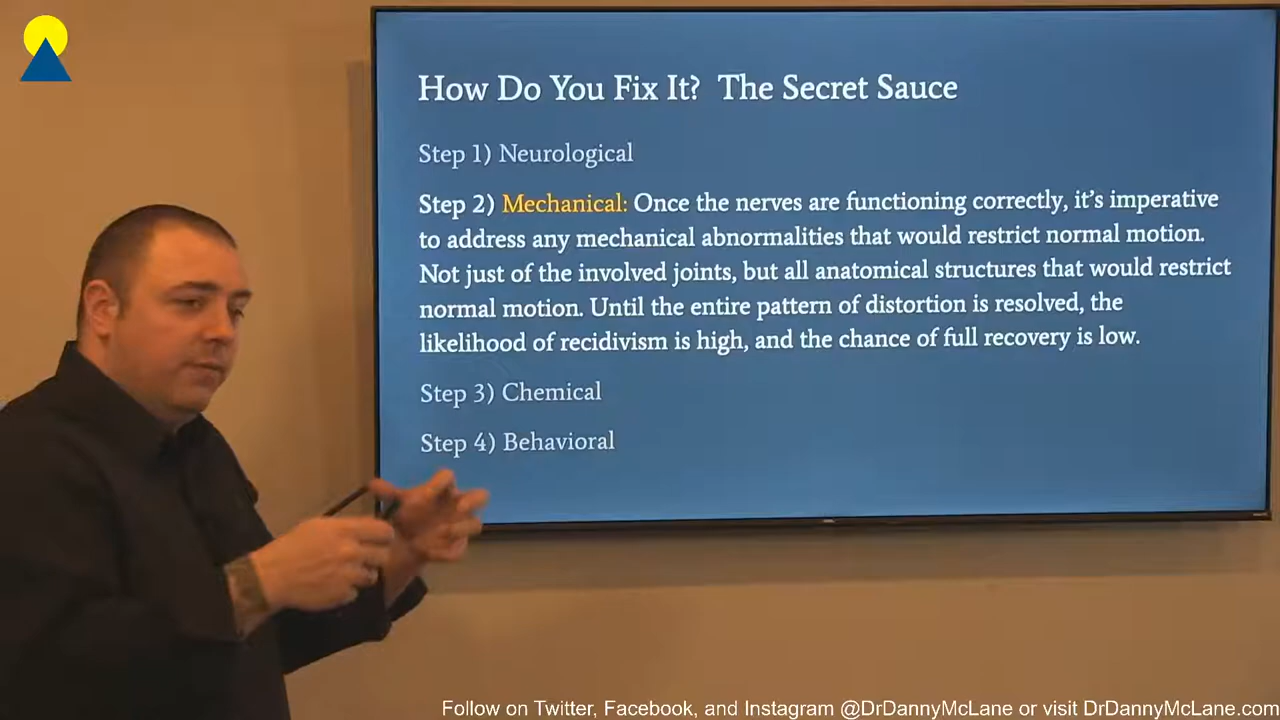 How Do You Fix It? The Secret Sauce
Step 1) Neurological
Step 2) Mechanical: Once the nerves are functioning correctly, it's imperative
to address any mechanical abnormalities that would restrict normal motion.
Not just of the involved joints, but all anatomical structures that would restrict
normal motion. Until the entire pattern of distortion is resolved, the
likelihood of recidivism is high, and the chance of full recovery is low.
Step 3) Chemical
Step 4) Behavioral
Follow on Twitter, Facebook, and Instagram @DrDannyMcLane or visit DrDannyMcLane.com